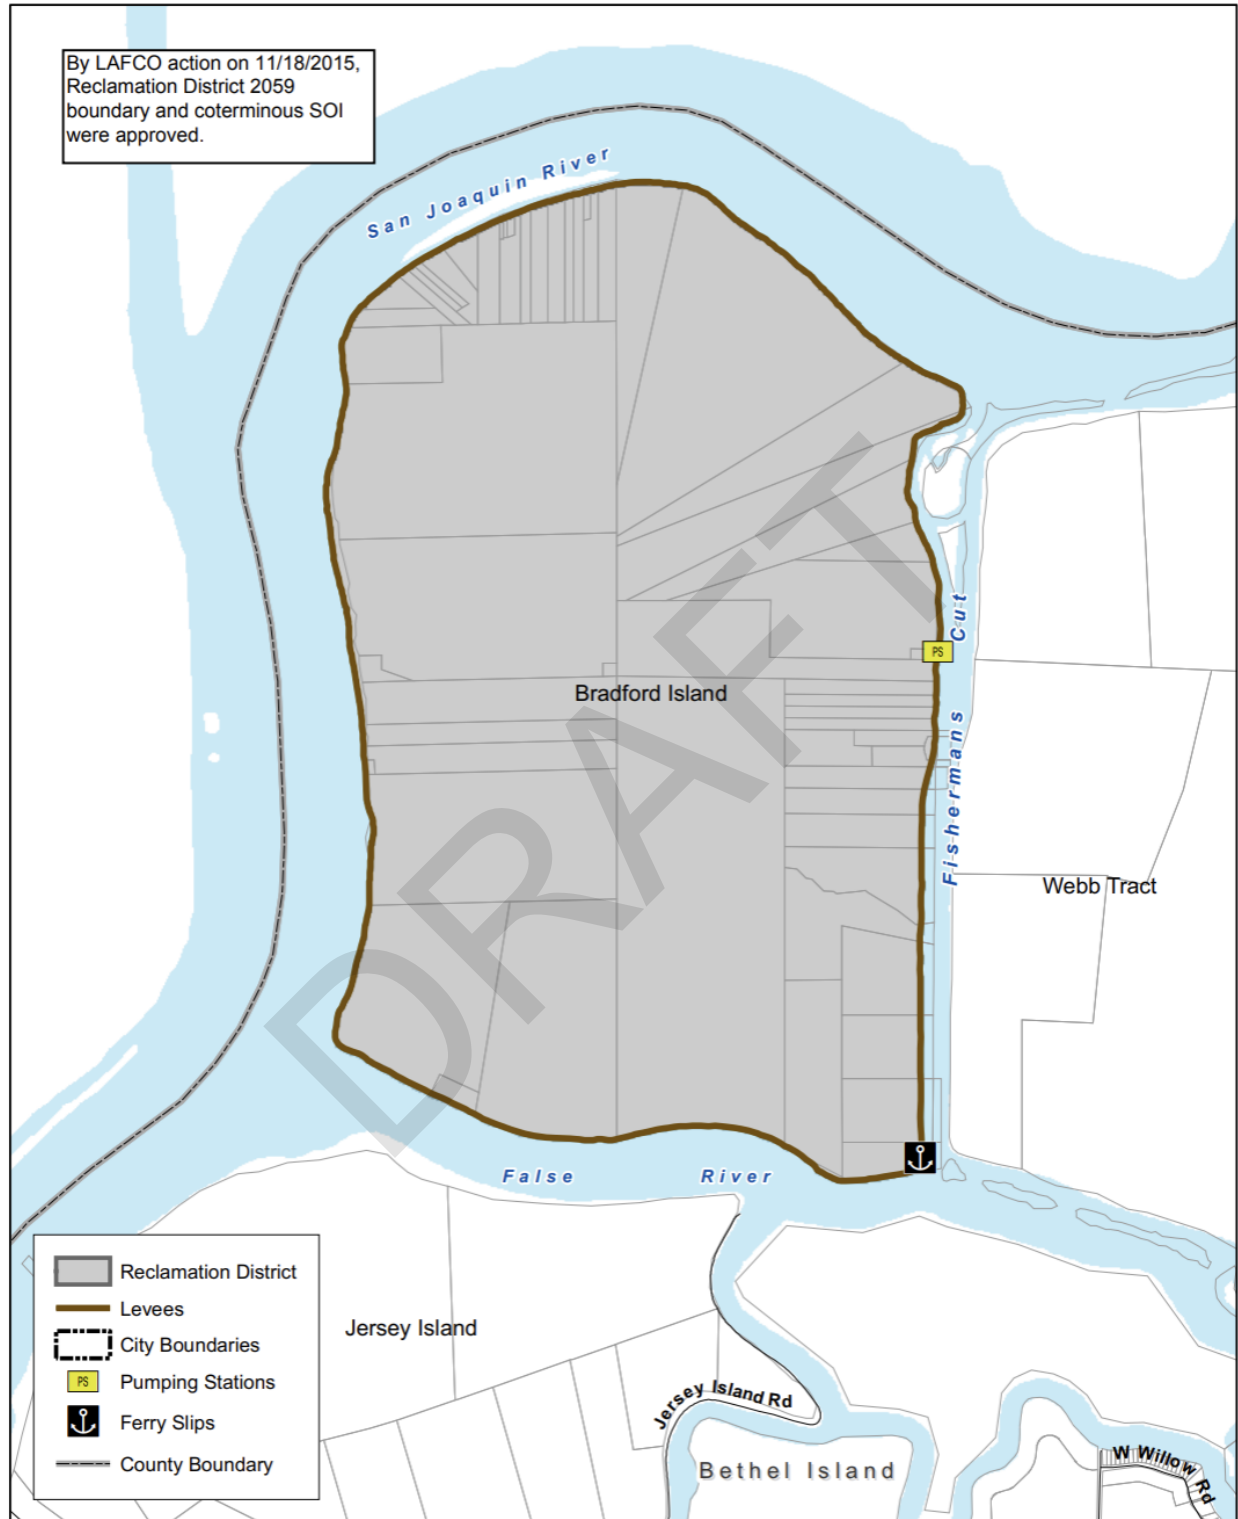 By LAFCO action on 11/18/2015,
Reclamation District 2059
boundary and coterminous SOI
were approved.
San Joaquin River
DRAFT
Cut
PS
Bradford Island
Fishermans
Webb Tract
False River
Reclamation District
Levees
City Boundaries
PS Pumping Stations
Ferry Slips
County Boundary
Jersey Island
Jersey Island Rd
Bethel Island
W Willow Rd